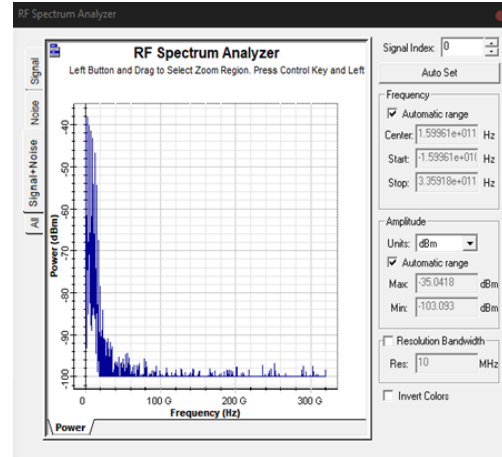 RF Spectrum Analyzer
RF Spectrum Analyzer
Left Button and Drag to Select Zoom Region. Press Control Key and Left
Signal
Noise
Signal+Noise
All
Power (dBm)
-40
-50
-60
-70
-80
-90
-100
0
100 G
200 G
300 G
Frequency (Hz)
Power
Signal Index: 0
Auto Set
Frequency
Automatic range
Center: 1.59961e+011 Hz
Start: -1.59961e+010 Hz
Stop: 3.35918e+011 Hz
Amplitude
Units: dBm
Automatic range
Max: -35.0418 dBm
Min: -103.093 dBm
Resolution Bandwidth
Res: 10 MHz
Invert Colors